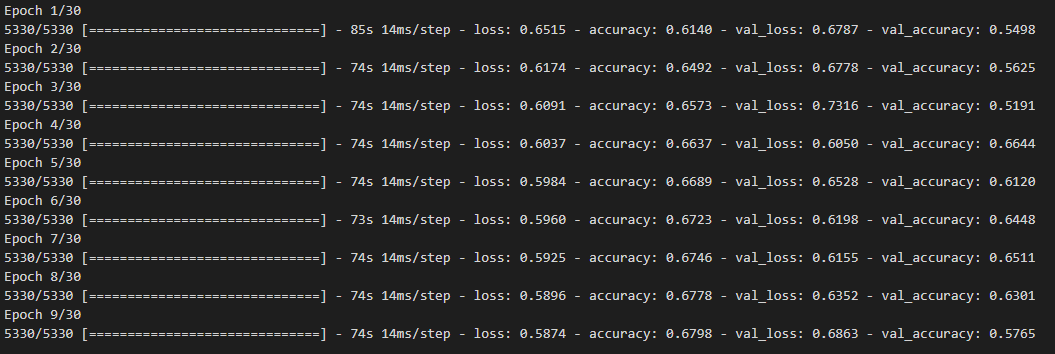 Epoch 1/30
5330/5330 [==============================] - 85s 14ms/step - loss: 0.6515 - accuracy: 0.6140 - val_loss: 0.6787 - val_accuracy: 0.5498
Epoch 2/30
5330/5330 [==============================] - 74s 14ms/step - loss: 0.6174 - accuracy: 0.6492 - val_loss: 0.6778 - val_accuracy: 0.5625
Epoch 3/30
5330/5330 [==============================] - 74s 14ms/step - loss: 0.6091 - accuracy: 0.6573 - val_loss: 0.7316 - val_accuracy: 0.5191
Epoch 4/30
5330/5330 [==============================] - 74s 14ms/step - loss: 0.6037 - accuracy: 0.6637 - val_loss: 0.6050 - val_accuracy: 0.6644
Epoch 5/30
5330/5330 [==============================] - 74s 14ms/step - loss: 0.5984 - accuracy: 0.6689 - val_loss: 0.6528 - val_accuracy: 0.6120
Epoch 6/30
5330/5330 [==============================] - 73s 14ms/step - loss: 0.5960 - accuracy: 0.6723 - val_loss: 0.6198 - val_accuracy: 0.6448
Epoch 7/30
5330/5330 [==============================] - 74s 14ms/step - loss: 0.5925 - accuracy: 0.6746 - val_loss: 0.6155 - val_accuracy: 0.6511
Epoch 8/30
5330/5330 [==============================] - 74s 14ms/step - loss: 0.5896 - accuracy: 0.6778 - val_loss: 0.6352 - val_accuracy: 0.6301
Epoch 9/30
5330/5330 [==============================] - 74s 14ms/step - loss: 0.5874 - accuracy: 0.6798 - val_loss: 0.6863 - val_accuracy: 0.5765